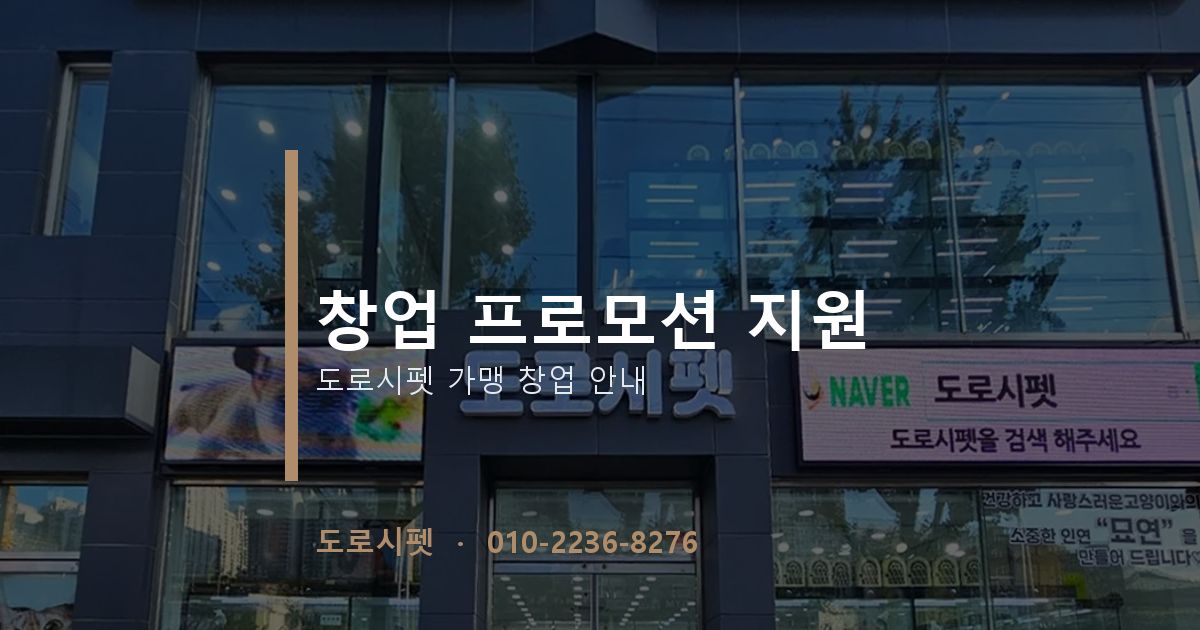 창업 프로모션 지원
도로시펫 가맹 창업 안내
도로시펫
NAVER 도로시펫
도로시펫을 검색 해주세요
건강하고 사랑스러운고양이와의
소중한 인연 “묘연” 을
만들어 드립니다
도로시펫 · 010-2236-8276